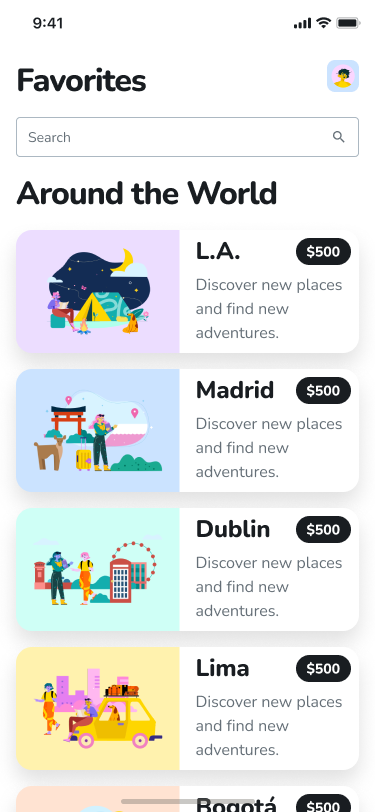 9:41
Favorites
Search
Around the World
L.A.
$500
Discover new places
and find new
adventures.
Madrid
$500
Discover new places
and find new
adventures.
Dublin
$500
Discover new places
and find new
adventures.
Lima
$500
Discover new places
and find new
adventures.
Bogotá
$500